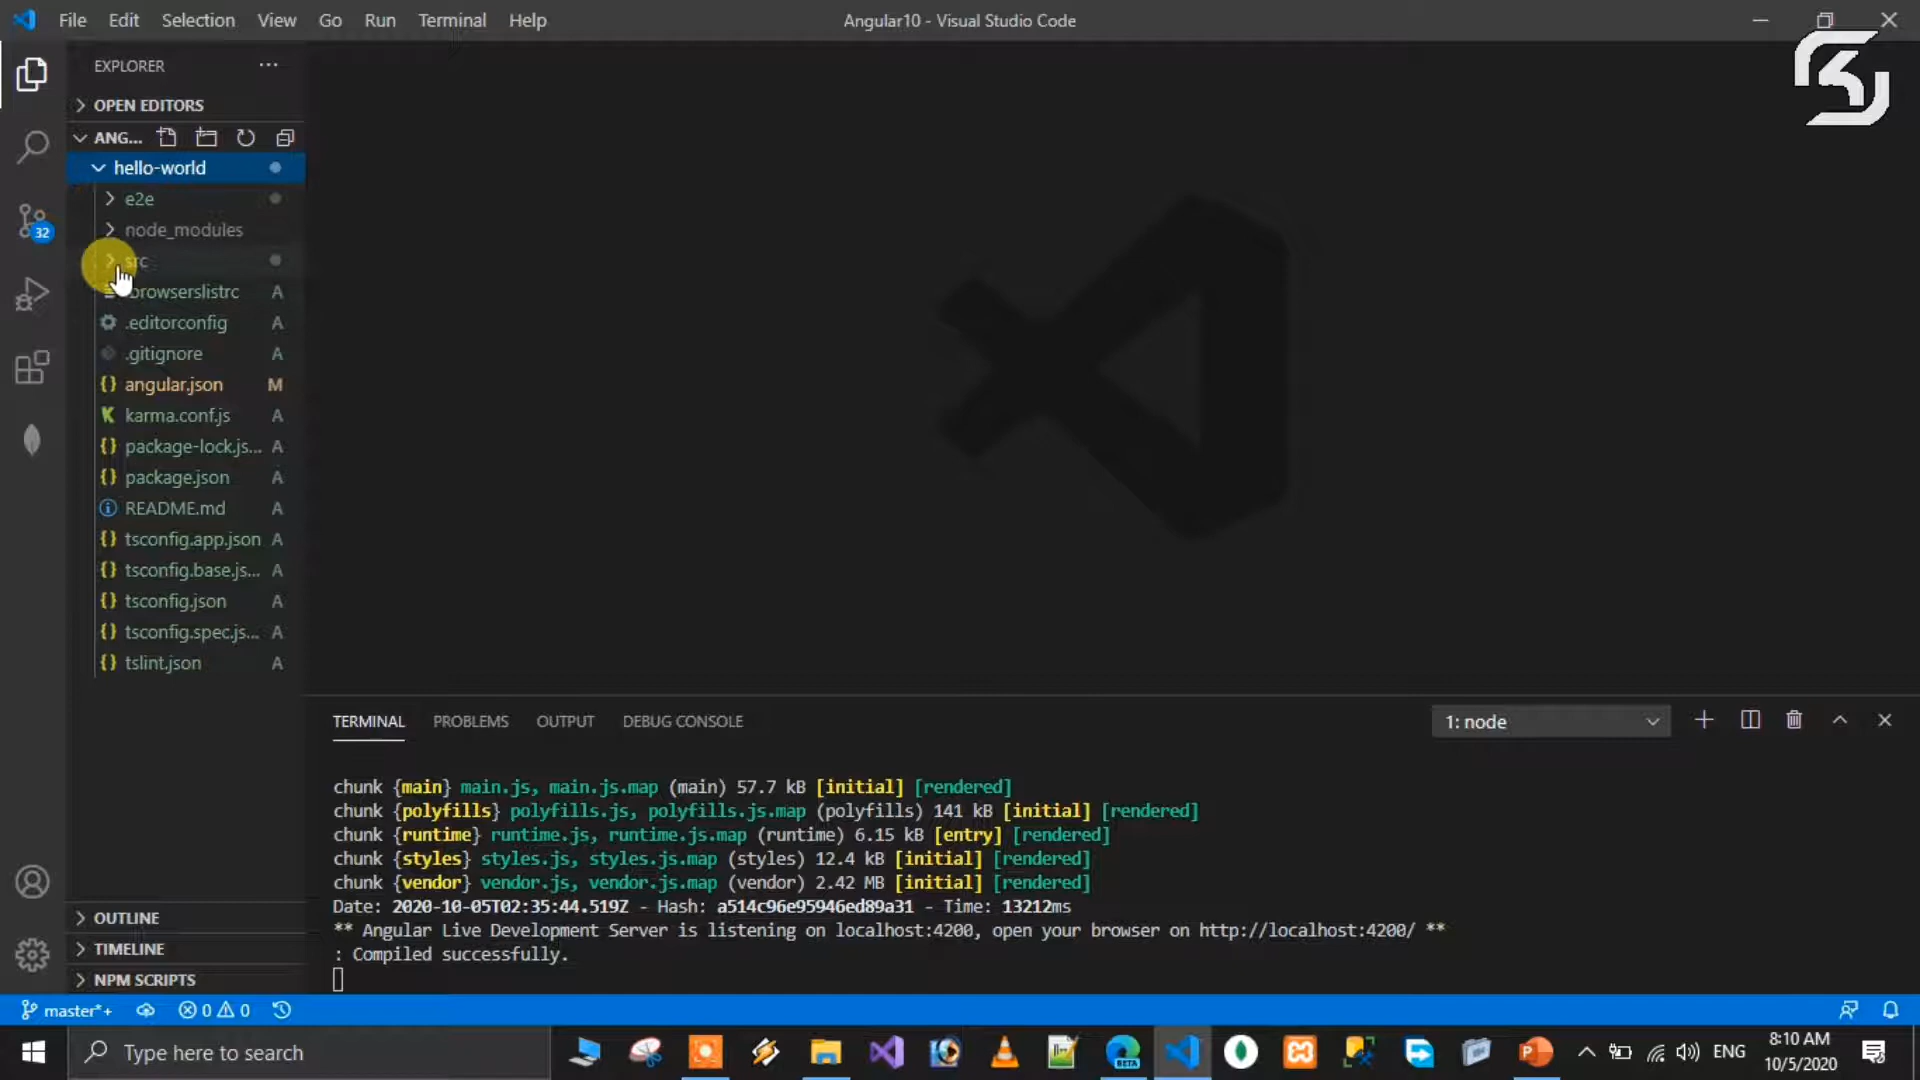 File Edit Selection View Go Run Terminal Help
Angular10 - Visual Studio Code
EXPLORER
OPEN EDITORS
ANG...
hello-world
e2e
node_modules
src
.browserslistrc A
.editorconfig A
.gitignore A
{} angular.json M
karma.conf.js A
{} package-lock.js... A
{} package.json A
README.md A
{} tsconfig.app.json A
{} tsconfig.base.js... A
{} tsconfig.json A
{} tsconfig.spec.js... A
{} tslint.json A
OUTLINE
TIMELINE
NPM SCRIPTS
32
TERMINAL PROBLEMS OUTPUT DEBUG CONSOLE
1: node
chunk {main} main.js, main.js.map (main) 57.7 kB [initial] [rendered]
chunk {polyfills} polyfills.js, polyfills.js.map (polyfills) 141 kB [initial] [rendered]
chunk {runtime} runtime.js, runtime.js.map (runtime) 6.15 kB [entry] [rendered]
chunk {styles} styles.js, styles.js.map (styles) 12.4 kB [initial] [rendered]
chunk {vendor} vendor.js, vendor.js.map (vendor) 2.42 MB [initial] [rendered]
Date: 2020-10-05T02:35:44.519Z - Hash: a514c96e95946ed89a31 - Time: 13212ms
** Angular Live Development Server is listening on localhost:4200, open your browser on http://localhost:4200/ **
: Compiled successfully.
master*+ 0 0
Type here to search
BETA
ENG
8:10 AM
10/5/2020